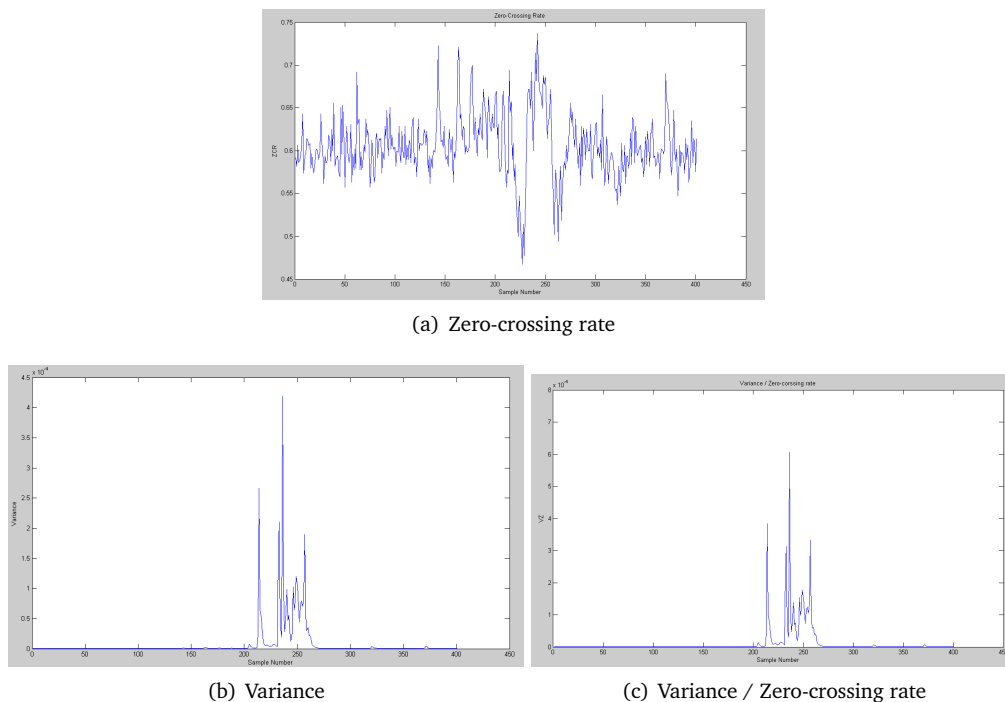 Zero-Crossing Rate
0.75
0.7
0.65
0.6
0.55
0.5
0.45
ZCR
0 50 100 150 200 250 300 350 400 450
Sample Number
(a) Zero-crossing rate
x 10⁻⁴
4.5
4
3.5
3
2.5
2
1.5
1
0.5
0
Variance
0 50 100 150 200 250 300 350 400 450
Sample Number
(b) Variance
x 10⁻⁴
Variance / Zero-corssing rate
8
7
6
5
4
3
2
1
0
VZ
0 50 100 150 200 250 300 350 400 450
Sample Number
(c) Variance / Zero-crossing rate